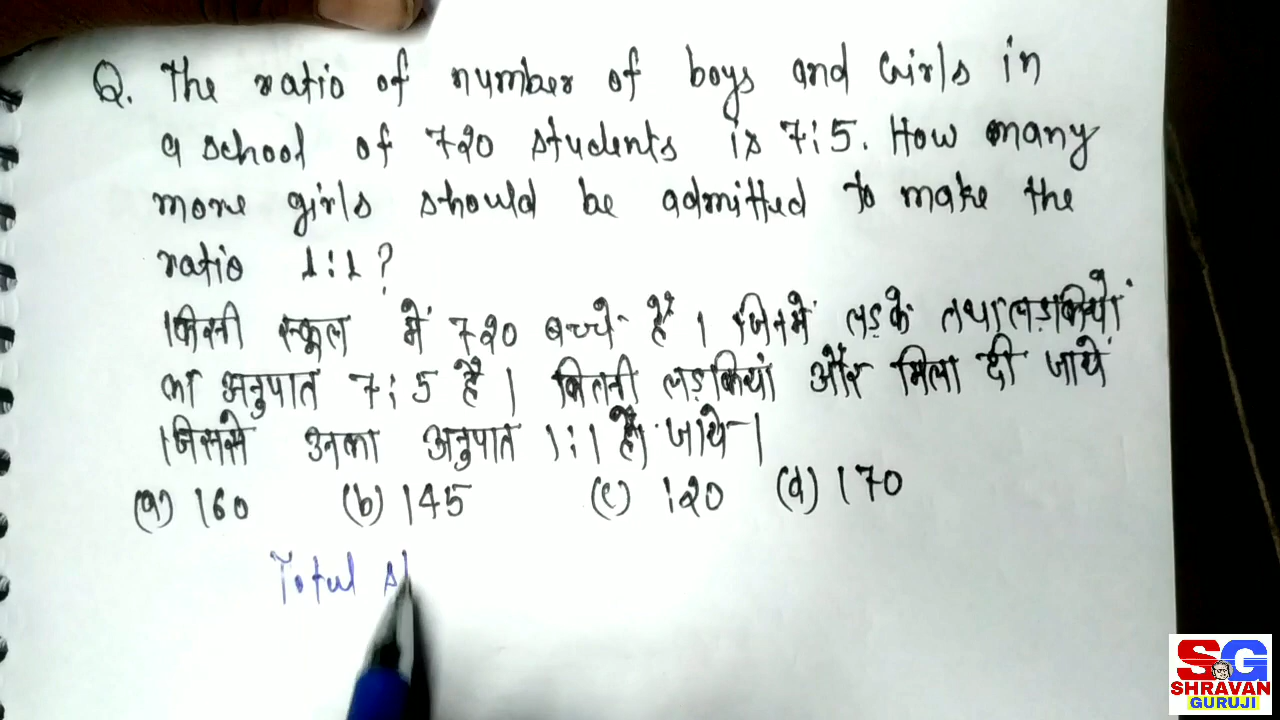 Q. The ratio of number of boys and Girls in
a school of 720 students is 7:5. How many
more girls should be admitted to make the
ratio 1:1?
किसी स्कूल में 720 बच्चे हैं। जिनमें लड़के तथा लड़कियों
का अनुपात 7:5 है। कितनी लड़कियां और मिला दी जाये
जिससे उनका अनुपात 1:1 हो जाये।
(a) 160 (b) 145 (c) 120 (d) 170
Total s
SG
SHRAVAN
GURUJI